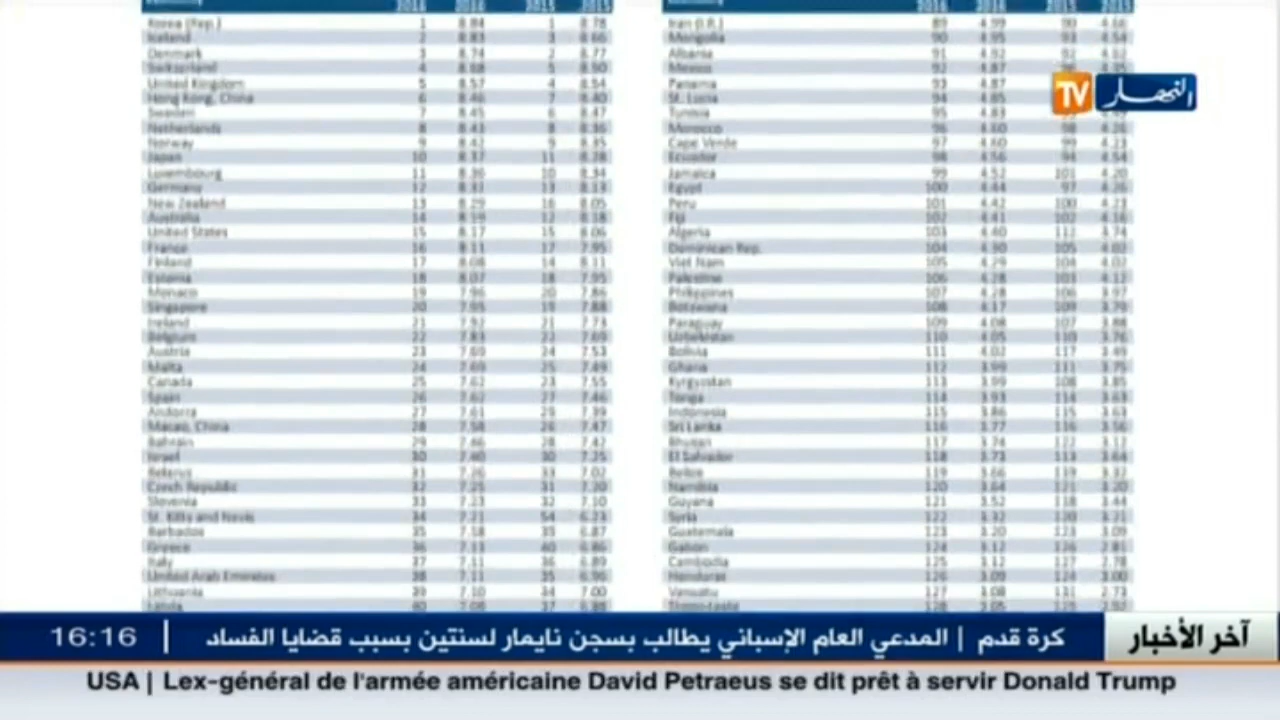 2016 2016 2015 2015
Korea (Rep.) 1 8.84 1 8.78
Iceland 2 8.83 3 8.66
Denmark 3 8.74 2 8.77
Switzerland 4 8.68 5 8.50
United Kingdom 5 8.57 4 8.54
Hong Kong, China 6 8.46 7 8.40
Sweden 7 8.45 6 8.47
Netherlands 8 8.43 8 8.36
Norway 9 8.42 9 8.35
Japan 10 8.37 11 8.28
Luxembourg 11 8.36 10 8.34
Germany 12 8.31 13 8.13
New Zealand 13 8.29 16 8.05
Australia 14 8.19 12 8.18
United States 15 8.17 15 8.06
France 16 8.11 17 7.95
Finland 17 8.08 14 8.11
Estonia 18 8.07 18 7.95
Monaco 19 7.96 20 7.86
Singapore 20 7.95 19 7.88
Ireland 21 7.92 21 7.73
Belgium 22 7.83 22 7.69
Austria 23 7.69 24 7.53
Malta 24 7.69 25 7.49
Canada 25 7.62 23 7.55
Spain 26 7.62 27 7.46
Andorra 27 7.61 29 7.39
Macao, China 28 7.58 26 7.47
Bahrain 29 7.46 28 7.42
Israel 30 7.40 30 7.25
Belarus 31 7.26 33 7.02
Czech Republic 32 7.25 31 7.20
Slovenia 33 7.23 32 7.10
St. Kitts and Nevis 34 7.21 54 6.23
Barbados 35 7.18 39 6.87
Greece 36 7.13 40 6.86
Italy 37 7.11 38 6.89
United Arab Emirates 38 7.11 35 6.96
Lithuania 39 7.10 34 7.00
Latvia 40 7.08 37 6.88
2016 2016 2015 2015
Iran (I.R.) 89 4.99 90 4.66
Mongolia 90 4.95 93 4.54
Albania 91 4.92 92 4.62
Mexico 92 4.87
Panama 93 4.87
St. Lucia 94 4.85
Tunisia 95 4.83
Morocco 96 4.60 98 4.26
Cape Verde 97 4.60 99 4.23
Ecuador 98 4.56 94 4.54
Jamaica 99 4.52 101 4.20
Egypt 100 4.44 97 4.26
Peru 101 4.42 100 4.23
Fiji 102 4.41 102 4.16
Algeria 103 4.40 112 3.74
Dominican Rep. 104 4.30 105 4.02
Viet Nam 105 4.29 104 4.02
Palestine 106 4.28 103 4.12
Philippines 107 4.28 106 3.97
Botswana 108 4.17 109 3.79
Paraguay 109 4.08 107 3.88
Uzbekistan 110 4.05 110 3.76
Bolivia 111 4.02 117 3.49
Ghana 112 3.99 111 3.75
Kyrgyzstan 113 3.99 108 3.85
Tonga 114 3.93 114 3.63
Indonesia 115 3.86 115 3.63
Sri Lanka 116 3.77 116 3.56
Bhutan 117 3.74 122 3.12
El Salvador 118 3.73 113 3.64
Belize 119 3.66 119 3.32
Namibia 120 3.64 121 3.20
Guyana 121 3.52 118 3.44
Syria 122 3.32 120 3.21
Guatemala 123 3.20 123 3.09
Gabon 124 3.12 126 2.81
Cambodia 125 3.12 127 2.78
Honduras 126 3.09 124 3.00
Vanuatu 127 3.08 131 2.73
TV النهار
آخر الأخبار
كرة قدم | المدعي العام الإسباني يطالب بسجن نايمار لسنتين بسبب قضايا الفساد
16:16
USA | Lex-général de l'armée américaine David Petraeus se dit prêt à servir Donald Trump